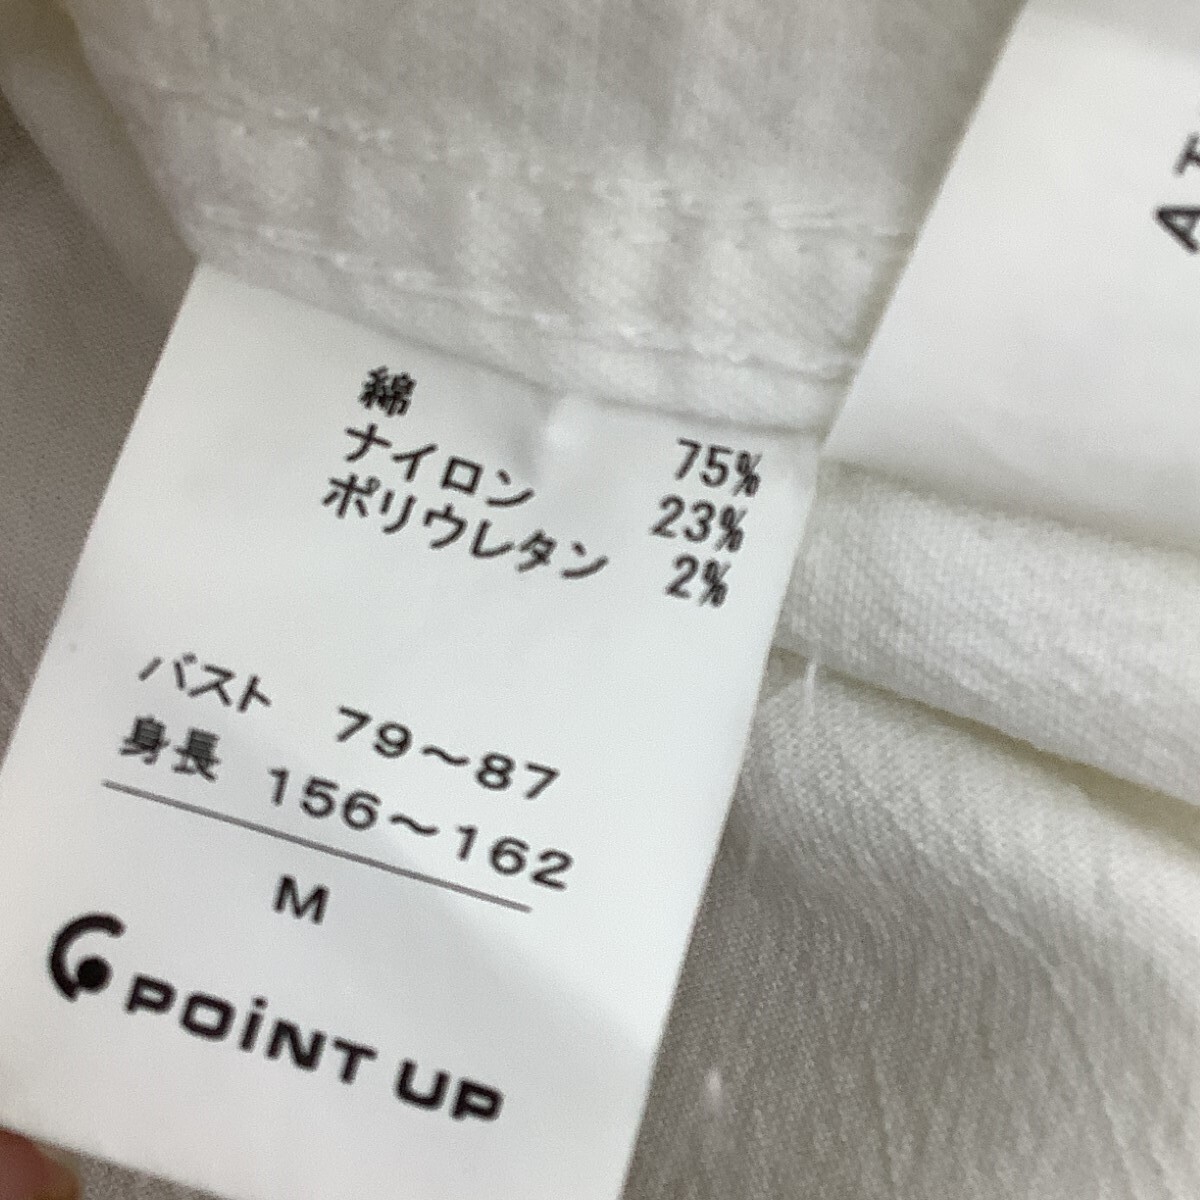 綿 75%
ナイロン 23%
ポリウレタン 2%
バスト 79～87
身長 156～162
M
POiNT UP